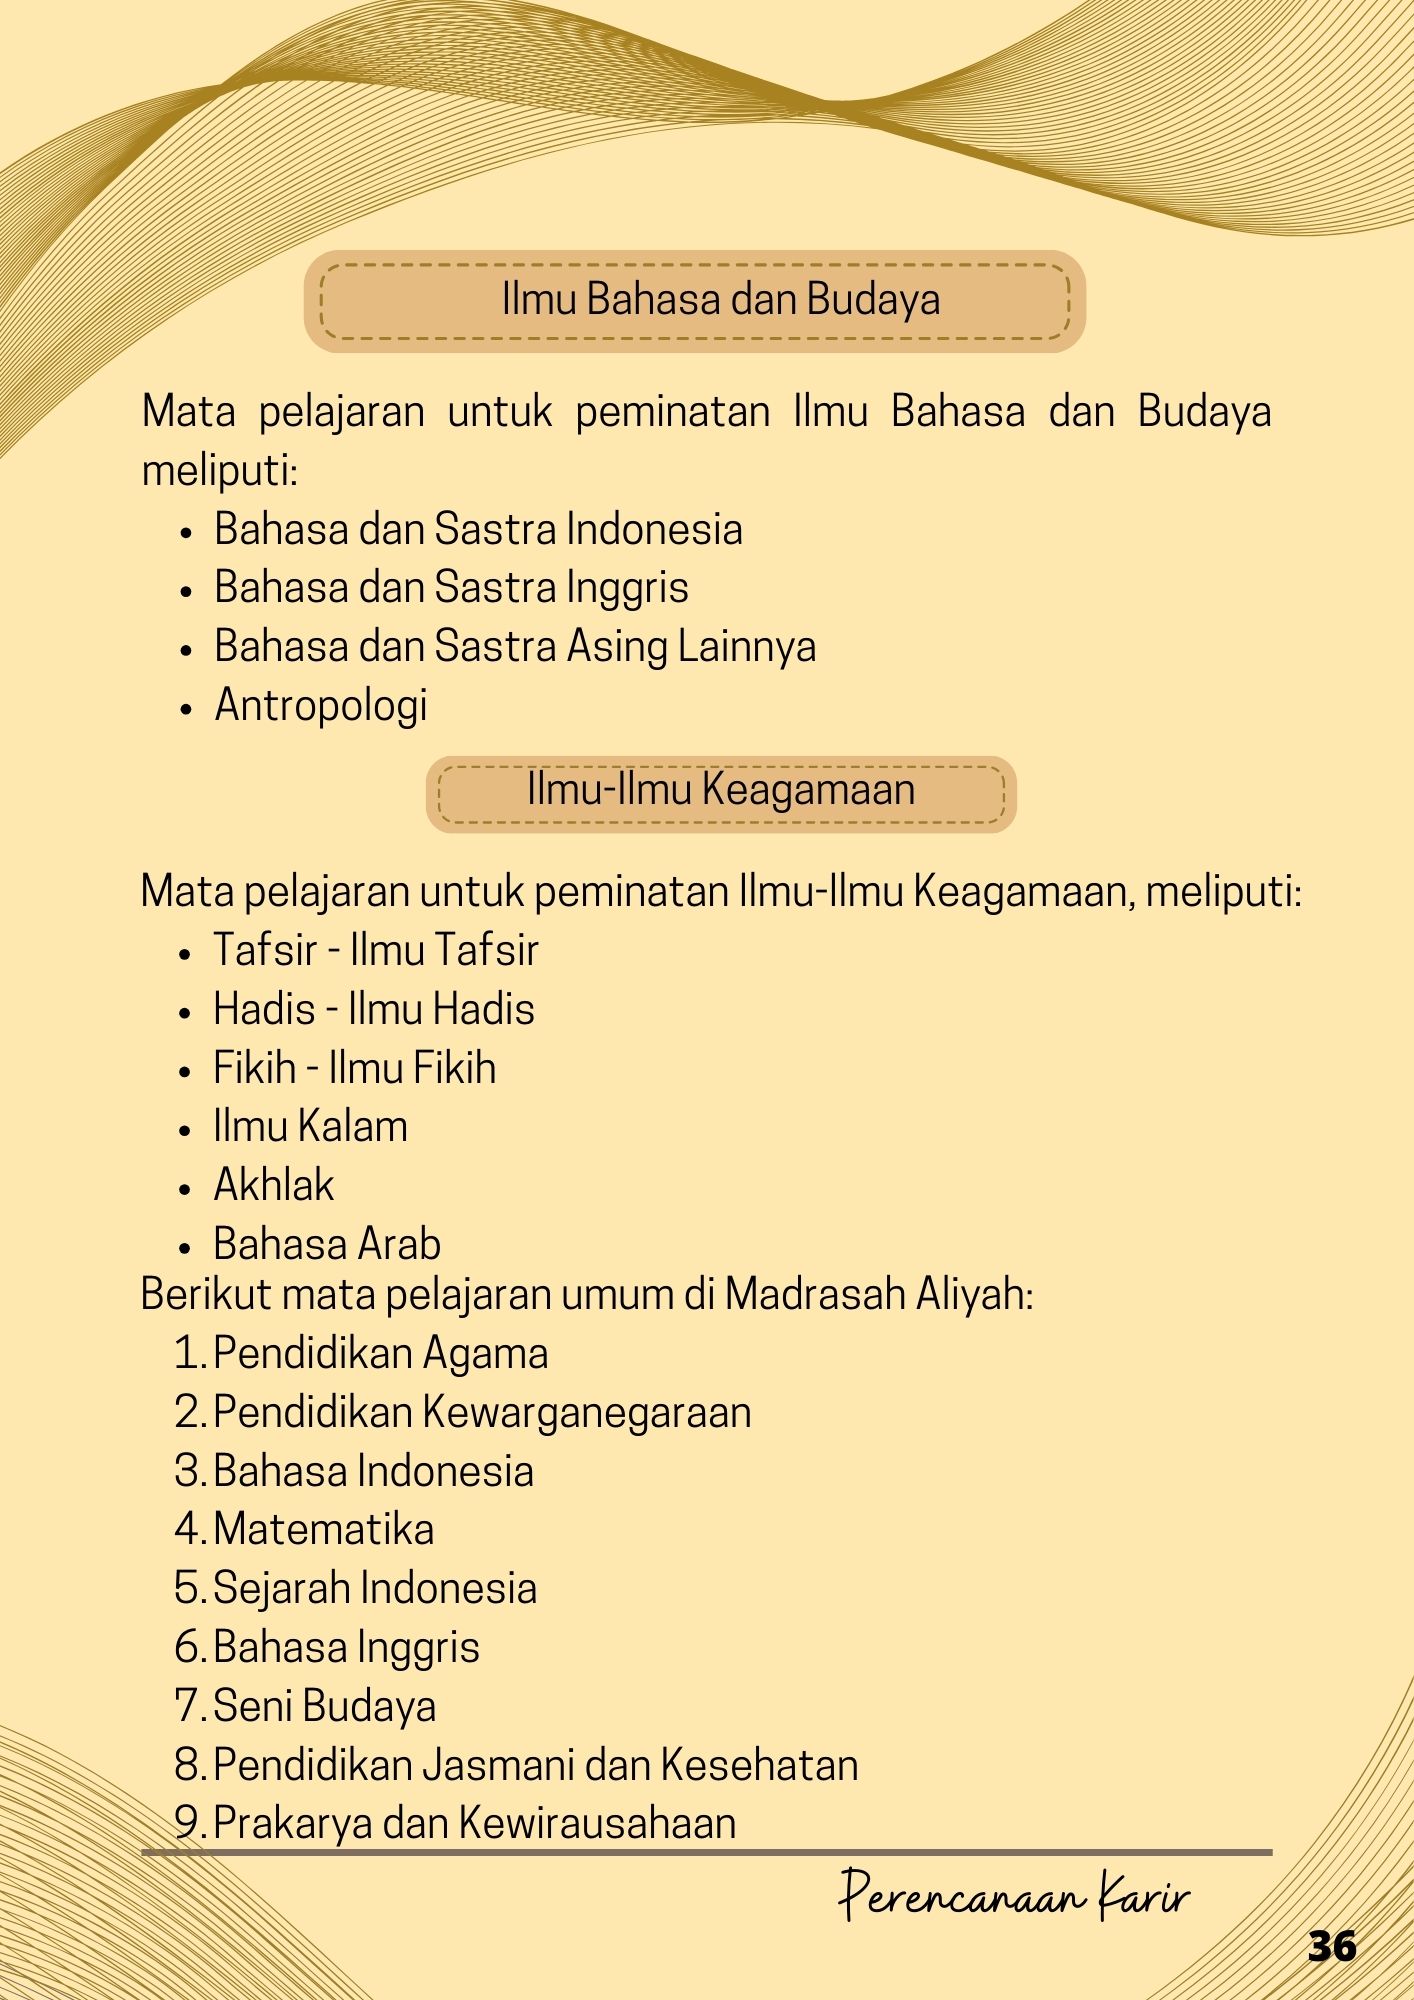 Ilmu Bahasa dan Budaya
Mata pelajaran untuk peminatan Ilmu Bahasa dan Budaya
meliputi:
• Bahasa dan Sastra Indonesia
• Bahasa dan Sastra Inggris
• Bahasa dan Sastra Asing Lainnya
• Antropologi
Ilmu-Ilmu Keagamaan
Mata pelajaran untuk peminatan Ilmu-Ilmu Keagamaan, meliputi:
• Tafsir - Ilmu Tafsir
• Hadis - Ilmu Hadis
• Fikih - Ilmu Fikih
• Ilmu Kalam
• Akhlak
• Bahasa Arab
Berikut mata pelajaran umum di Madrasah Aliyah:
1. Pendidikan Agama
2. Pendidikan Kewarganegaraan
3. Bahasa Indonesia
4. Matematika
5. Sejarah Indonesia
6. Bahasa Inggris
7. Seni Budaya
8. Pendidikan Jasmani dan Kesehatan
9. Prakarya dan Kewirausahaan
Perencanaan Karir
36